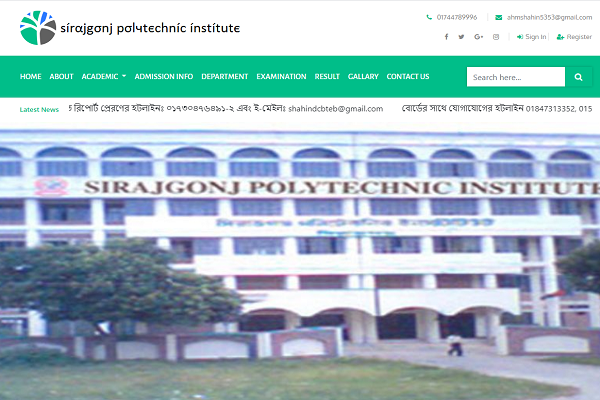 01744789996
ahmshahin5353@gmail.com
sirajganj polytechnic institute
Sign In
Register
HOME ABOUT ACADEMIC ADMISSION INFO DEPARTMENT EXAMINATION RESULT GALLARY CONTACT US
Search here...
Latest News
রিপোর্ট প্রেরণের হটলাইনঃ ০১৭৩০৪৭৬৪৯১-২ এবং ই-মেইলঃ shahindcbteb@gmail.com বোর্ডের সাথে যোগাযোগের হটলাইন 01847313352, 015
SIRAJGONJ POLYTECHNIC INSTITUTE